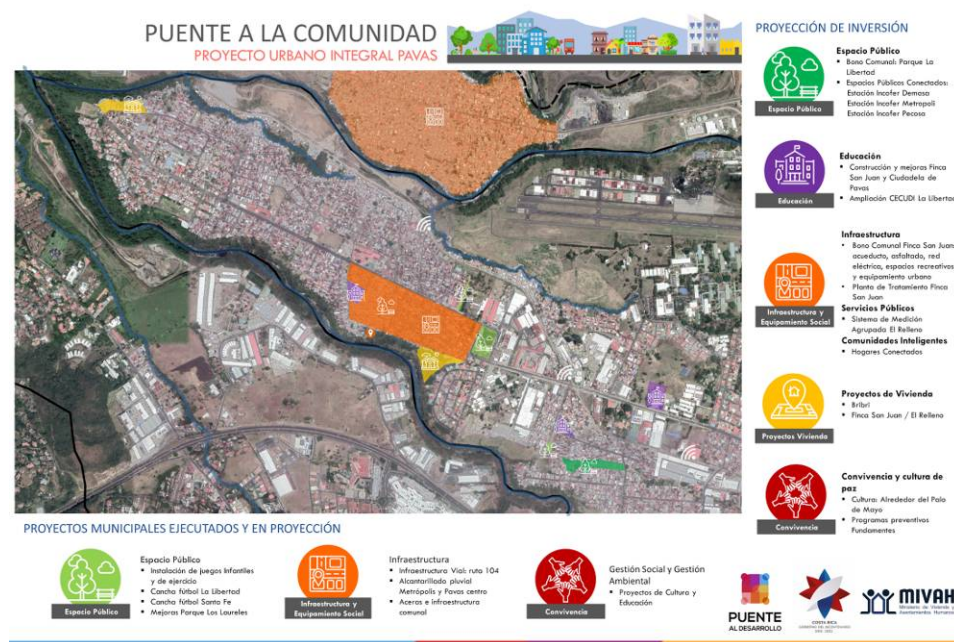 PUENTE A LA COMUNIDAD
PROYECTO URBANO INTEGRAL PAVAS
PROYECCIÓN DE INVERSIÓN
Espacio Público
Espacio Público
• Bono Comunal: Parque La
Libertad
• Espacios Públicos Conectados:
Estación Incofer Demasa
Estación Incofer Metropoli
Estación Incofer Pecosa
Educación
Educación
• Construcción y mejoras Finca
San Juan y Ciudadela de
Pavas
• Ampliación CECUDI La Libertad
Infraestructura y
Equipamiento Social
Infraestructura
• Bono Comunal Finca San Juan:
acueducto, asfaltado, red
eléctrica, espacios recreativos
y equipamiento urbano
• Planta de Tratamiento Finca
San Juan
Servicios Públicos
• Sistema de Medición
Agrupada El Relleno
Comunidades Inteligentes
• Hogares Conectados
Proyectos Vivienda
Proyectos de Vivienda
• Bribri
• Finca San Juan / El Relleno
Convivencia
Convivencia y cultura de
paz
• Cultura: Alrededor del Palo
de Mayo
• Programas preventivos
Fundamentes
PROYECTOS MUNICIPALES EJECUTADOS Y EN PROYECCIÓN
Espacio Público
Espacio Público
• Instalación de juegos Infantiles
y de ejercicio
• Cancha fútbol La Libertad
• Cancha fútbol Santa Fe
• Mejoras Parque Los Laureles
Infraestructura y
Equipamiento Social
Infraestructura
• Infraestructura Vial: ruta 104
Metrópolis y Pavas centro
• Alcantarillado pluvial
• Aceras e infraestructura
comunal
Convivencia
Gestión Social y Gestión
Ambiental
• Proyectos de Cultura y
Educación
PUENTE
AL DESARROLLO
COSTA RICA
GOBIERNO DEL BICENTENARIO
2018 - 2022
MIVAH
Ministerio de Vivienda y
Asentamientos Humanos